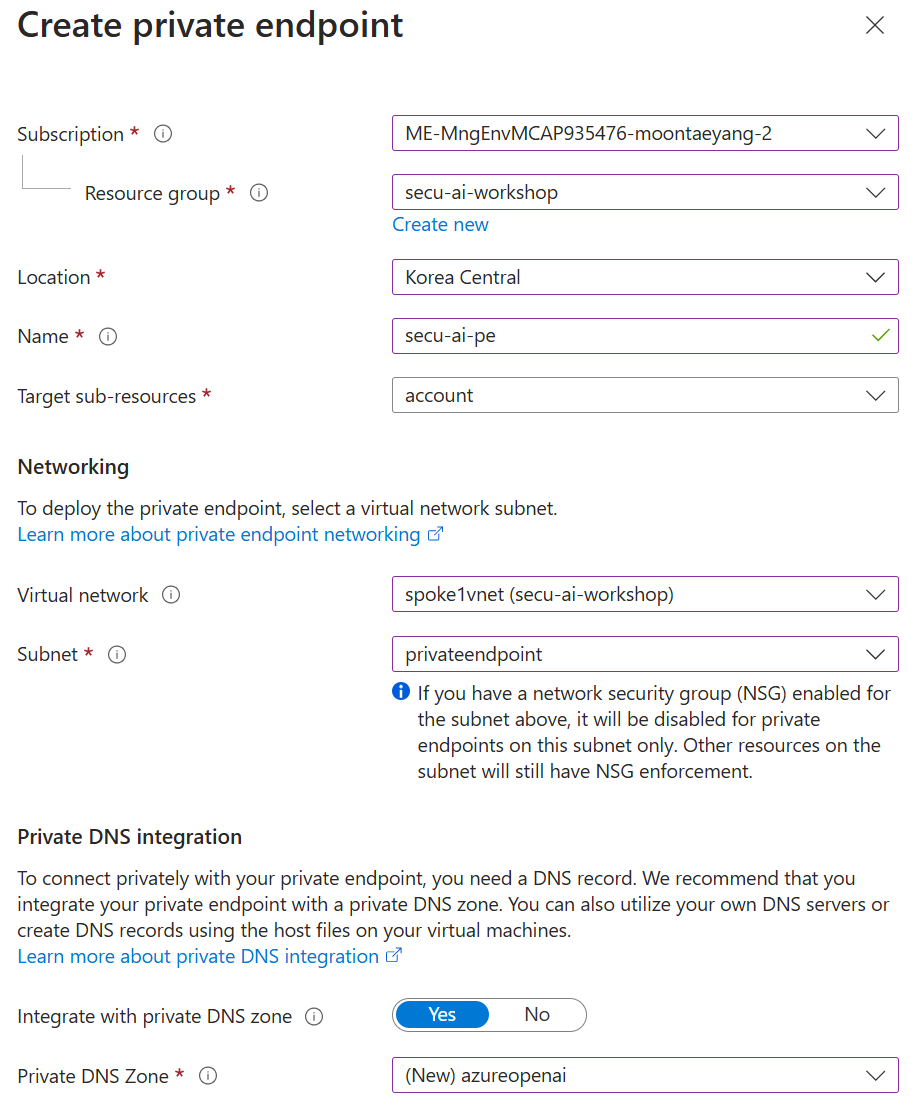 Create private endpoint
Subscription * ME-MngEnvMCAP935476-moontaeyang-2
Resource group * secu-ai-workshop
Create new
Location * Korea Central
Name * secu-ai-pe
Target sub-resources * account
Networking
To deploy the private endpoint, select a virtual network subnet.
Learn more about private endpoint networking
Virtual network spoke1vnet (secu-ai-workshop)
Subnet * privateendpoint
If you have a network security group (NSG) enabled for
the subnet above, it will be disabled for private
endpoints on this subnet only. Other resources on the
subnet will still have NSG enforcement.
Private DNS integration
To connect privately with your private endpoint, you need a DNS record. We recommend that you
integrate your private endpoint with a private DNS zone. You can also utilize your own DNS servers or
create DNS records using the host files on your virtual machines.
Learn more about private DNS integration
Integrate with private DNS zone Yes No
Private DNS Zone * (New) azureopenai